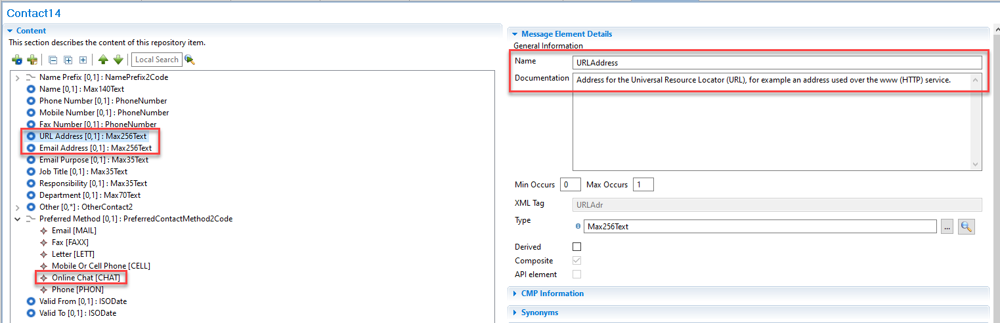 Contact14
Content
This section describes the content of this repository item.
Local Search
Name Prefix [0,1] : NamePrefix2Code
Name [0,1] : Max140Text
Phone Number [0,1] : PhoneNumber
Mobile Number [0,1] : PhoneNumber
Fax Number [0,1] : PhoneNumber
URL Address [0,1] : Max256Text
Email Address [0,1] : Max256Text
Email Purpose [0,1] : Max35Text
Job Title [0,1] : Max35Text
Responsibility [0,1] : Max35Text
Department [0,1] : Max70Text
Other [0,*] : OtherContact2
Preferred Method [0,1] : PreferredContactMethod2Code
Email [MAIL]
Fax [FAXX]
Letter [LETT]
Mobile Or Cell Phone [CELL]
Online Chat [CHAT]
Phone [PHON]
Valid From [0,1] : ISODate
Valid To [0,1] : ISODate
Message Element Details
General Information
Name URLAddress
Documentation Address for the Universal Resource Locator (URL), for example an address used over the www (HTTP) service.
Min Occurs 0 Max Occurs 1
XML Tag URLAdr
Type Max256Text ...
Derived
Composite
API element
CMP Information
Synonyms